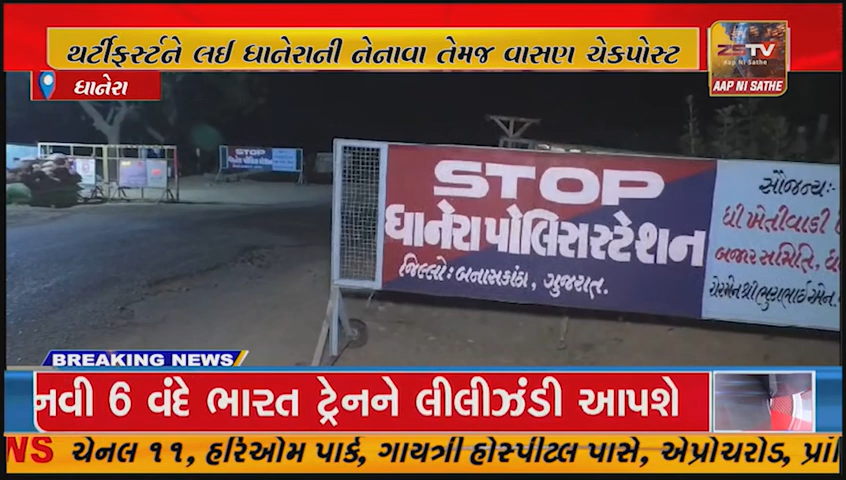 થર્ટીફર્સ્ટને લઈ ધાનેરાની નેનાવા તેમજ વાસણ ચેકપોસ્ટ
ZSTV
Aap Ni Sathe
AAP NI SATHE
ધાનેરા
STOP
STOP
ધાનેરા પોલિસ સ્ટેશન
જિલ્લો: બનાસકાંઠા, ગુજરાત.
સૌજન્ય:-
ધી ખેતીવાડી
બજાર સમિતિ,
ચેરમેન શ્રી
BREAKING NEWS
નવી 6 વંદે ભારત ટ્રેનને લીલીઝંડી આપશે
WS ચેનલ ૧૧, હરિઓમ પાર્ક, ગાયત્રી હોસ્પીટલ પાસે, એપ્રોચરોડ, પ્રાં